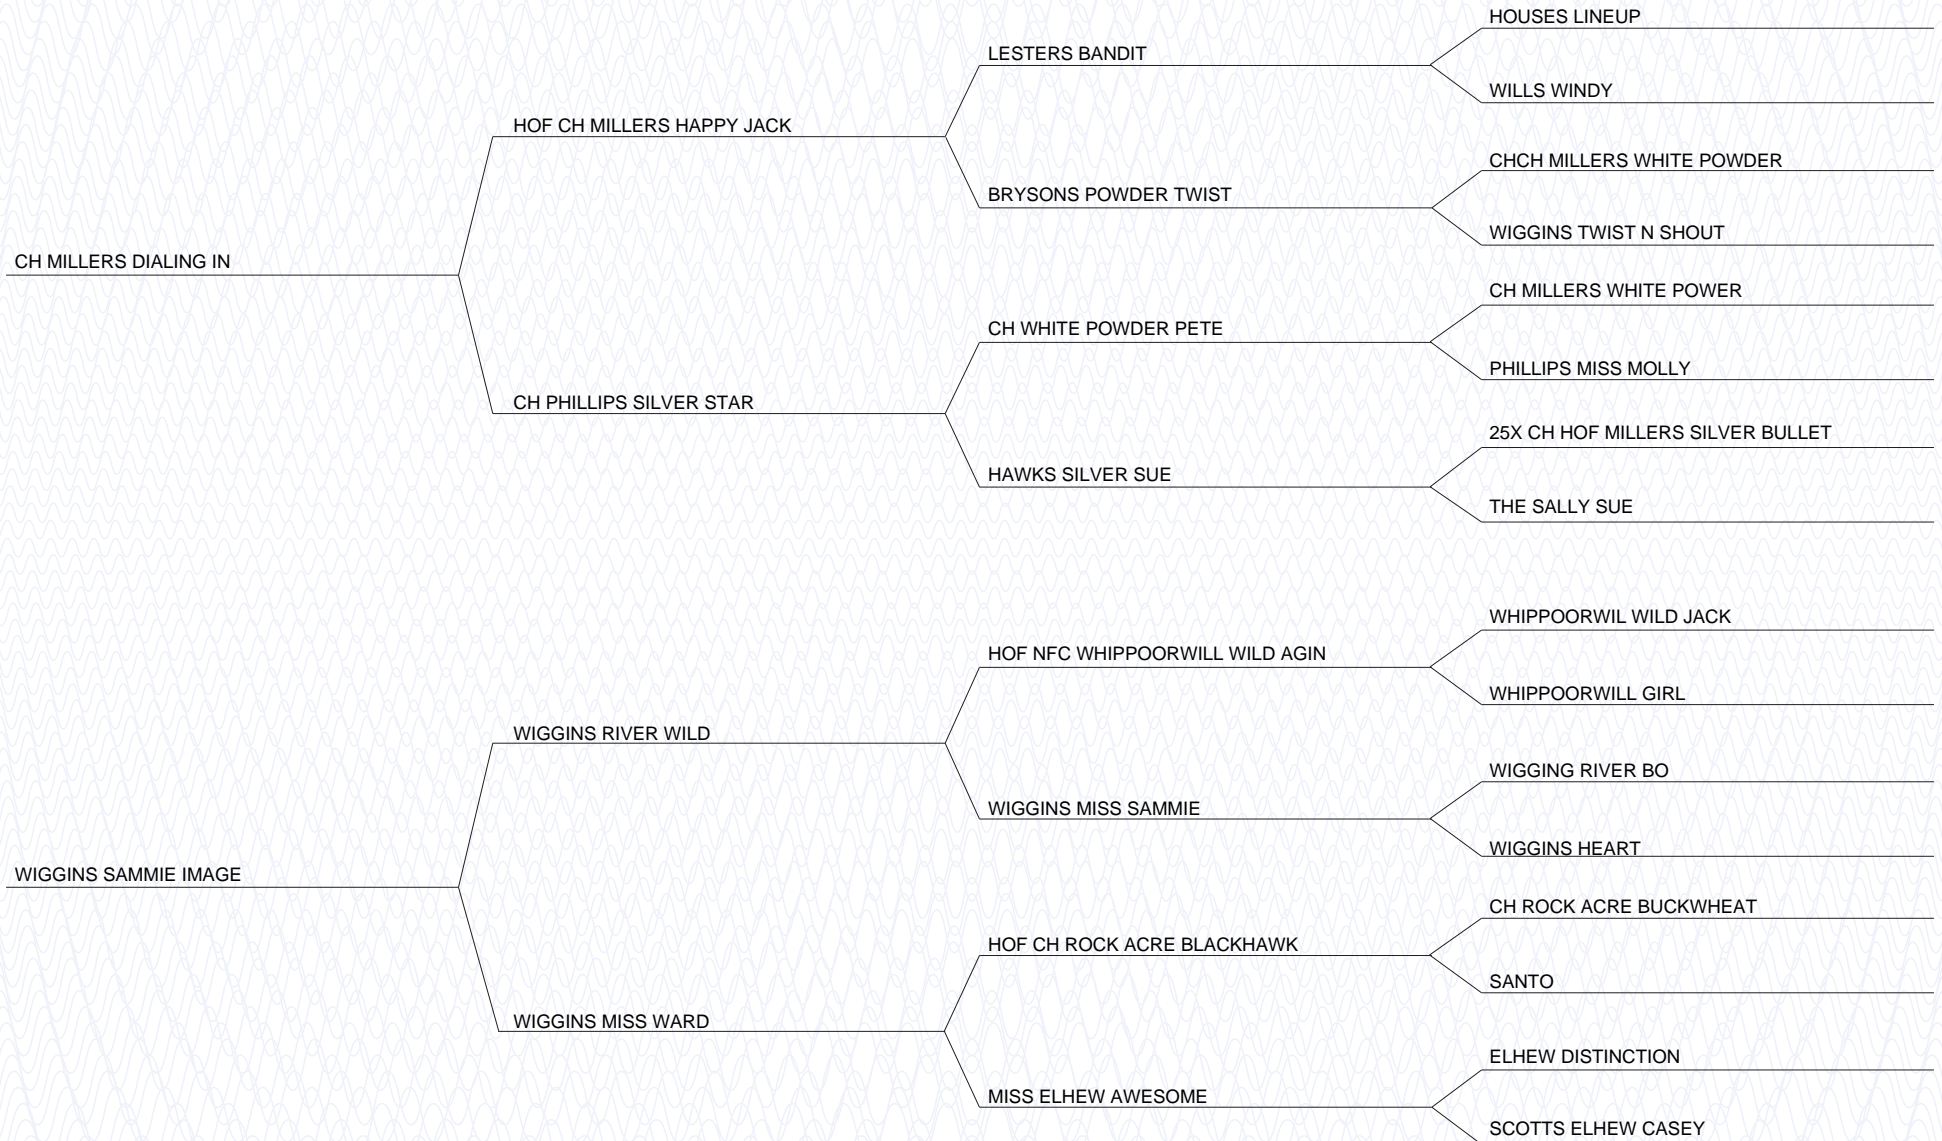 HOUSES LINEUP
LESTERS BANDIT
WILLS WINDY
HOF CH MILLERS HAPPY JACK
CHCH MILLERS WHITE POWDER
BRYSONS POWDER TWIST
WIGGINS TWIST N SHOUT
CH MILLERS DIALING IN
CH MILLERS WHITE POWER
CH WHITE POWDER PETE
PHILLIPS MISS MOLLY
CH PHILLIPS SILVER STAR
25X CH HOF MILLERS SILVER BULLET
HAWKS SILVER SUE
THE SALLY SUE
WHIPPOORWIL WILD JACK
HOF NFC WHIPPOORWILL WILD AGIN
WHIPPOORWILL GIRL
WIGGINS RIVER WILD
WIGGING RIVER BO
WIGGINS MISS SAMMIE
WIGGINS HEART
WIGGINS SAMMIE IMAGE
CH ROCK ACRE BUCKWHEAT
HOF CH ROCK ACRE BLACKHAWK
SANTO
WIGGINS MISS WARD
ELHEW DISTINCTION
MISS ELHEW AWESOME
SCOTTS ELHEW CASEY